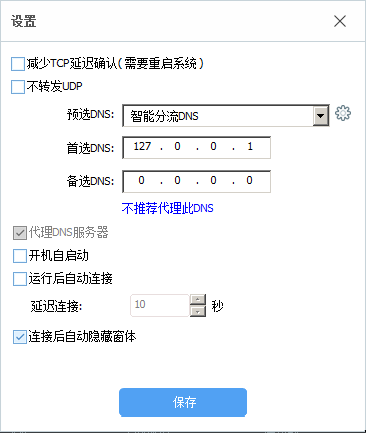 设置
减少TCP延迟确认(需要重启系统)
不转发UDP
预选DNS: 智能分流DNS
首选DNS: 127 . 0 . 0 . 1
备选DNS: 0 . 0 . 0 . 0
不推荐代理此DNS
代理DNS服务器
开机自启动
运行后自动连接
延迟连接: 10 秒
连接后自动隐藏窗体
保存